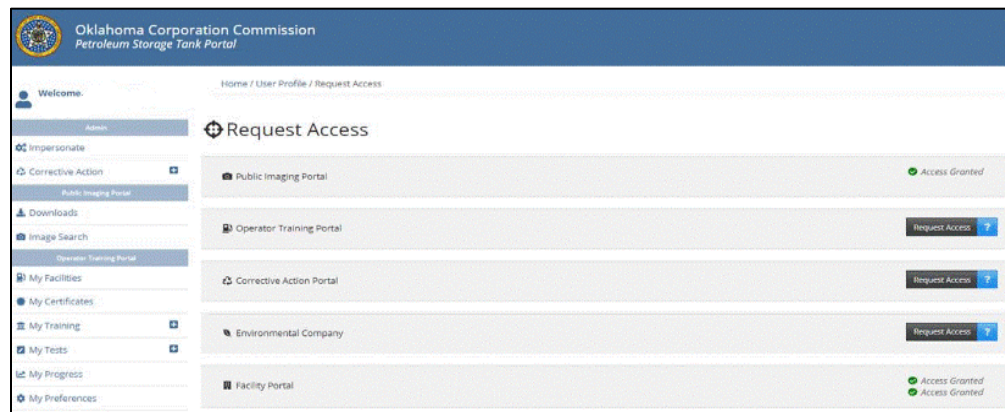 Oklahoma Corporation Commission
Petroleum Storage Tank Portal
Welcome.
Home / User Profile / Request Access
Admin
Impersonate
Corrective Action
Public Imaging Portal
Downloads
Image Search
Operator Training Portal
My Facilities
My Certificates
My Training
My Tests
My Progress
My Preferences
Request Access
Public Imaging Portal
Access Granted
Operator Training Portal
Request Access ?
Corrective Action Portal
Request Access ?
Environmental Company
Request Access ?
Facility Portal
Access Granted
Access Granted